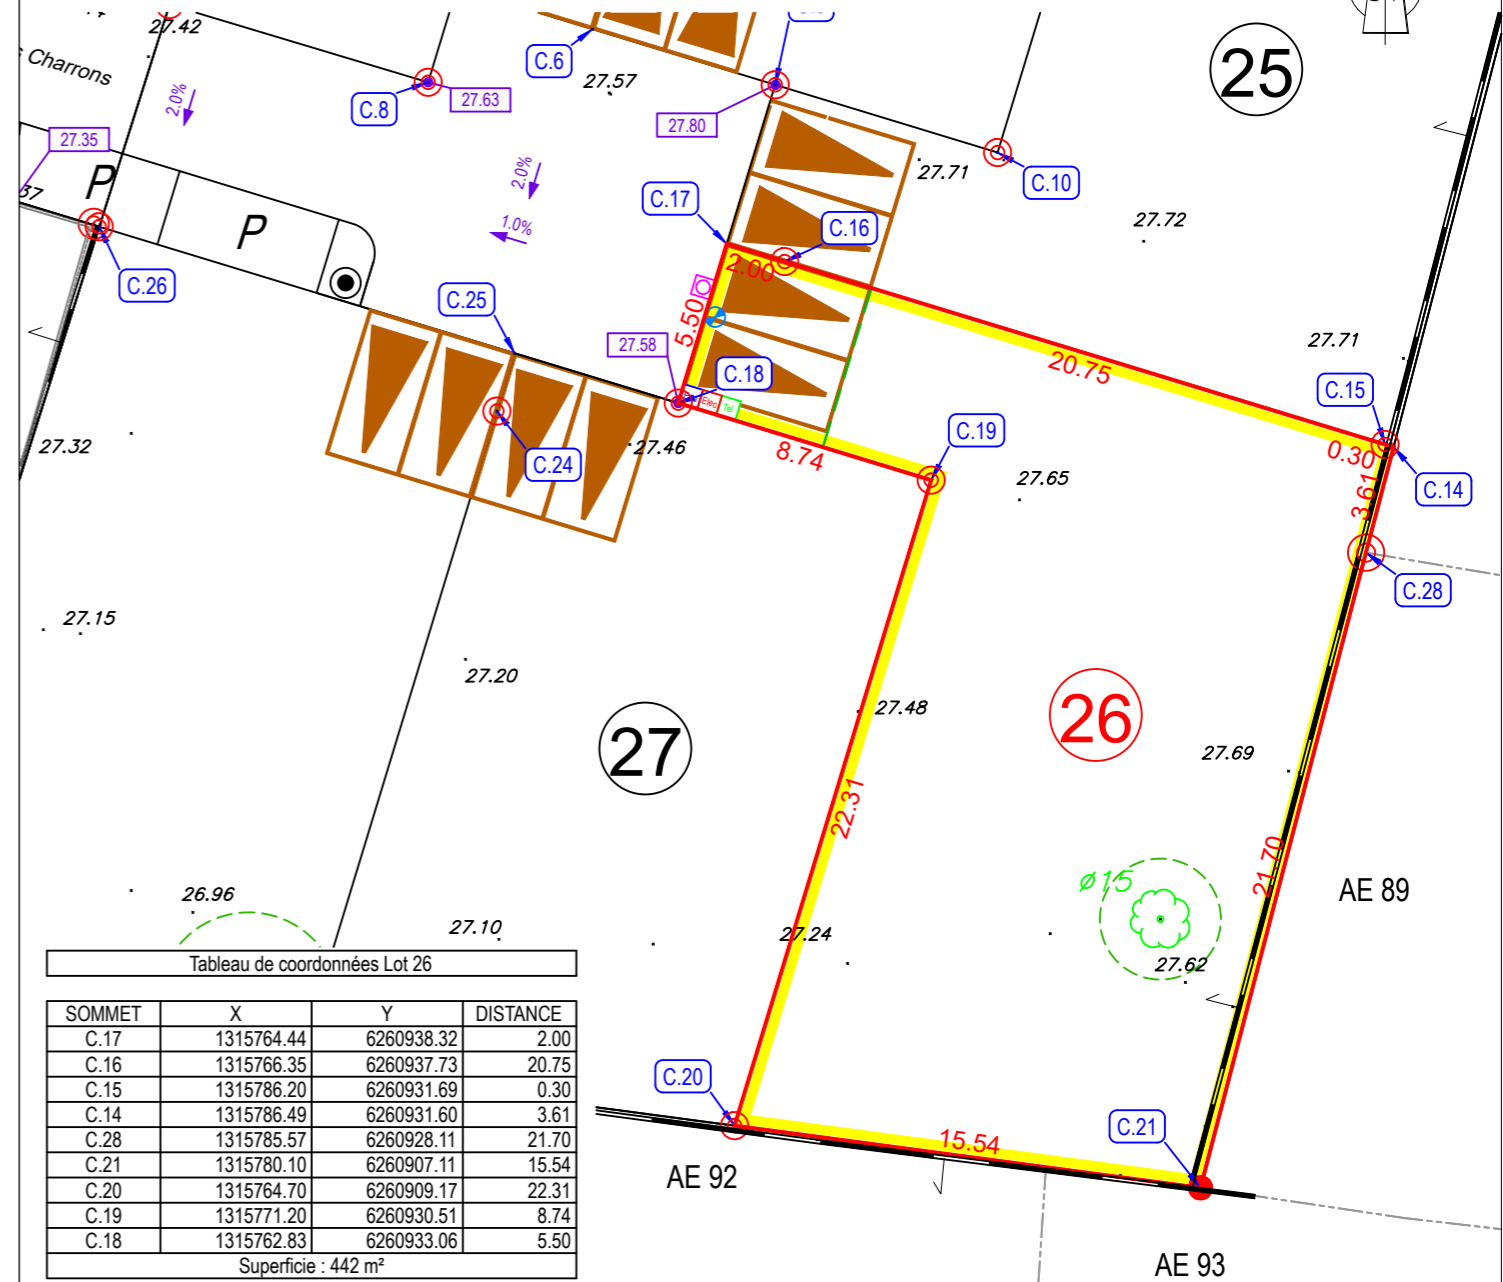 27.42
s Charrons
C.6
25
27.57
2.0%
C.8
27.63
27.80
27.35
27.71
C.10
P
P
2.0%
1.0%
C.17
C.16
27.72
C.26
2.00
C.25
5.50
27.58
C.18
Elec
Tel
20.75
27.71
C.15
27.32
C.24
27.46
8.74
C.19
0.30
3.61
C.14
27.65
C.28
27.15
27.20
27
27.48
26
27.69
22.31
21.70
ø15
AE 89
26.96
27.10
27.24
27.62
C.20
15.54
C.21
AE 92
AE 93
Tableau de coordonnées Lot 26
SOMMET X Y DISTANCE
C.17 1315764.44 6260938.32 2.00
C.16 1315766.35 6260937.73 20.75
C.15 1315786.20 6260931.69 0.30
C.14 1315786.49 6260931.60 3.61
C.28 1315785.57 6260928.11 21.70
C.21 1315780.10 6260907.11 15.54
C.20 1315764.70 6260909.17 22.31
C.19 1315771.20 6260930.51 8.74
C.18 1315762.83 6260933.06 5.50
Superficie : 442 m²